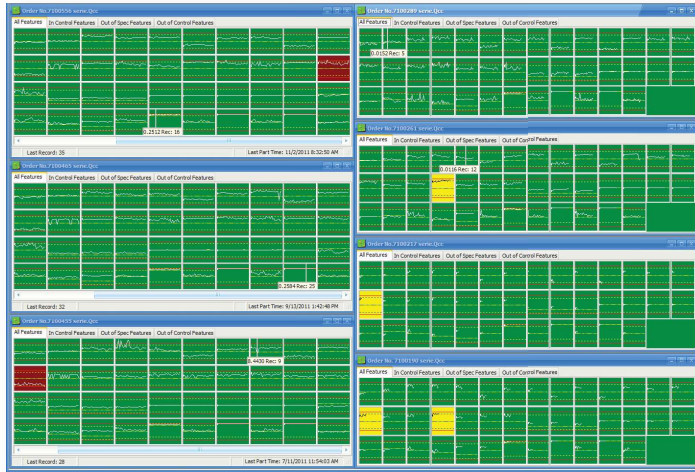 Order No.7100556 serie.Qcc
All Features In Control Features Out of Spec Features Out of Control Features
0.2512 Rec: 16
Last Record: 35 Last Part Time: 11/2/2011 8:32:50 AM
Order No.7100465 serie.Qcc
All Features In Control Features Out of Spec Features Out of Control Features
0.2584 Rec: 25
Last Record: 32 Last Part Time: 9/13/2011 1:42:48 PM
Order No.7100455 serie.Qcc
All Features In Control Features Out of Spec Features Out of Control Features
8.4430 Rec: 9
Last Record: 28 Last Part Time: 7/11/2011 11:54:03 AM
Order No.7100289 serie.Qcc
All Features In Control Features Out of Spec Features Out of Control Features
0.0152 Rec: 5
Order No.7100261 serie.Qcc
All Features In Control Features Out of Spec Features Out of Control Features
0.0116 Rec: 12
Order No.7100217 serie.Qcc
All Features In Control Features Out of Spec Features Out of Control Features
Order No. 7100190 serie.Qcc
All Features In Control Features Out of Spec Features Out of Control Features